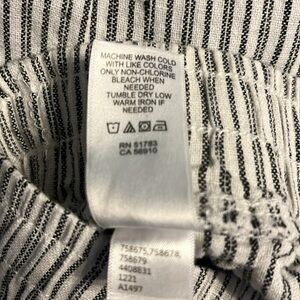 MACHINE WASH COLD
WITH LIKE COLORS
ONLY NON-CHLORINE
BLEACH WHEN
NEEDED
TUMBLE DRY LOW
WARM IRON IF
NEEDED
RN 51783
CA 56910
758675,758678,
758679
4408631
1221
A1497